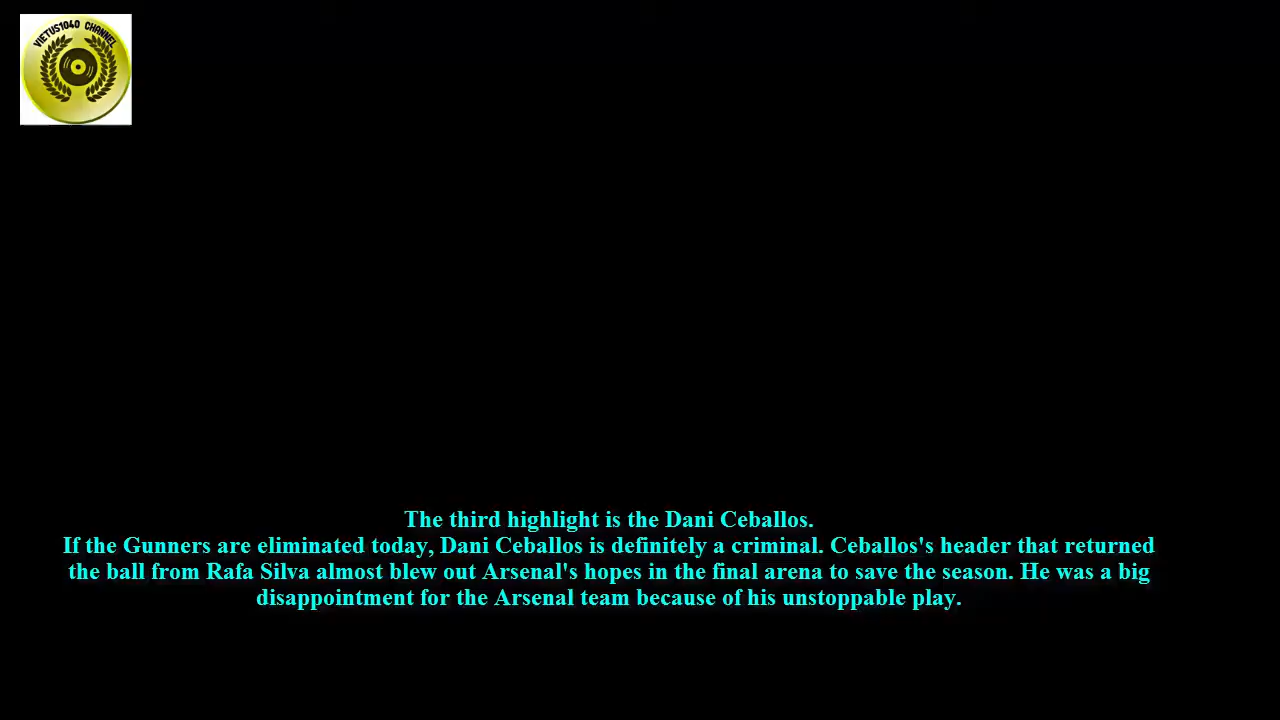 VIETUS1040 CHANNEL
The third highlight is the Dani Ceballos.
If the Gunners are eliminated today, Dani Ceballos is definitely a criminal. Ceballos's header that returned
the ball from Rafa Silva almost blew out Arsenal's hopes in the final arena to save the season. He was a big
disappointment for the Arsenal team because of his unstoppable play.